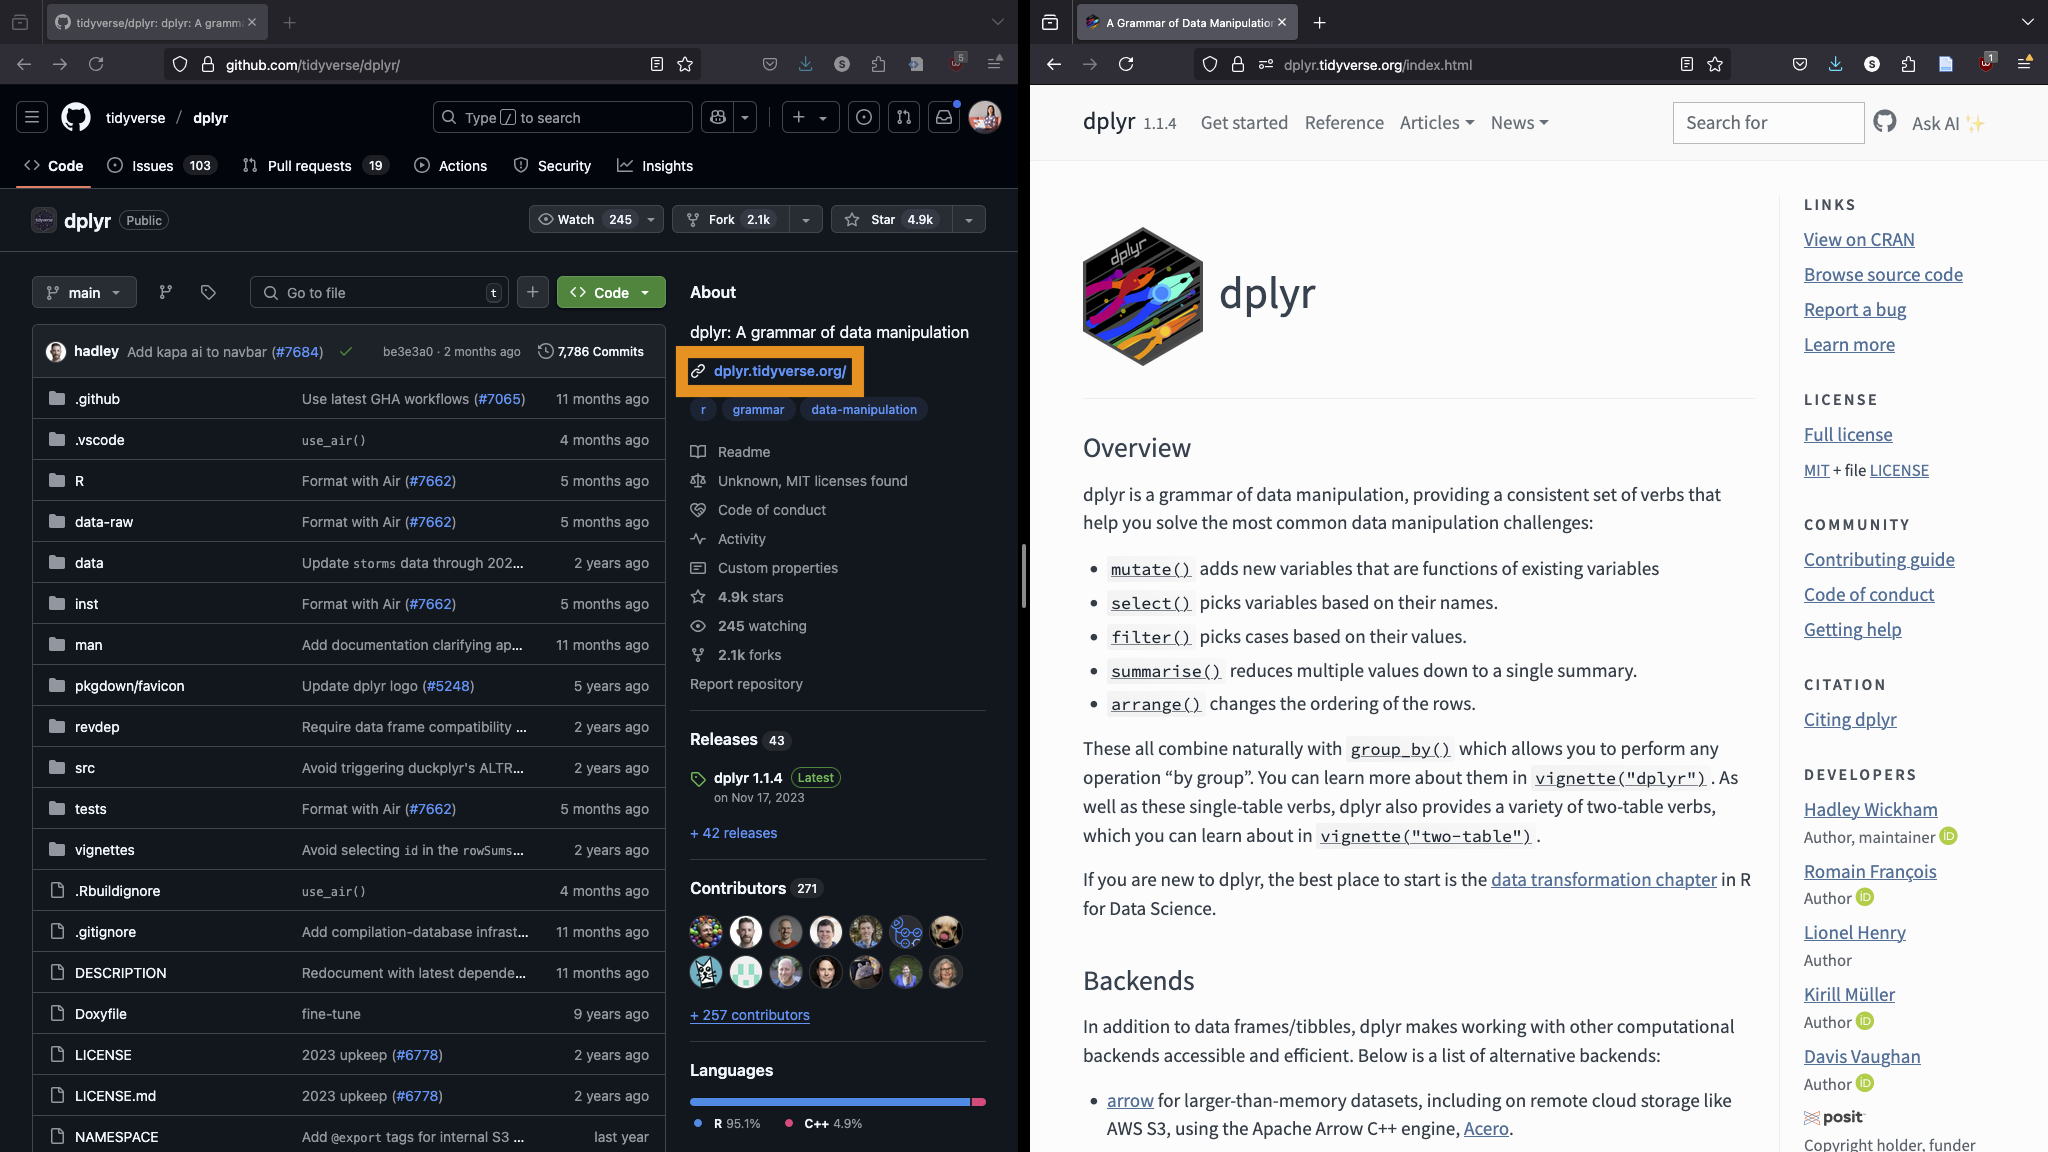 tidyverse/dplyr: dplyr: A gramm
github.com/tidyverse/dplyr/
S
5
tidyverse / dplyr
Type / to search
Code
Issues 103
Pull requests 19
Actions
Security
Insights
dplyr Public
Watch 245
Fork 2.1k
Star 4.9k
main
Go to file t
Code
hadley Add kapa ai to navbar (#7684) be3e3a0 · 2 months ago 7,786 Commits
.github Use latest GHA workflows (#7065) 11 months ago
.vscode use_air() 4 months ago
R Format with Air (#7662) 5 months ago
data-raw Format with Air (#7662) 5 months ago
data Update storms data through 202... 2 years ago
inst Format with Air (#7662) 5 months ago
man Add documentation clarifying ap... 11 months ago
pkgdown/favicon Update dplyr logo (#5248) 5 years ago
revdep Require data frame compatibility ... 2 years ago
src Avoid triggering duckplyr's ALTR... 2 years ago
tests Format with Air (#7662) 5 months ago
vignettes Avoid selecting id in the rowSums... 2 years ago
.Rbuildignore use_air() 4 months ago
.gitignore Add compilation-database infrast... 11 months ago
DESCRIPTION Redocument with latest depende... 11 months ago
Doxyfile fine-tune 9 years ago
LICENSE 2023 upkeep (#6778) 2 years ago
LICENSE.md 2023 upkeep (#6778) 2 years ago
NAMESPACE Add @export tags for internal S3 ... last year
About
dplyr: A grammar of data manipulation
dplyr.tidyverse.org/
r grammar data-manipulation
Readme
Unknown, MIT licenses found
Code of conduct
Activity
Custom properties
4.9k stars
245 watching
2.1k forks
Report repository
Releases 43
dplyr 1.1.4 Latest
on Nov 17, 2023
+ 42 releases
Contributors 271
+ 257 contributors
Languages
R 95.1% C++ 4.9%
A Grammar of Data Manipulation
dplyr.tidyverse.org/index.html
S
1
dplyr 1.1.4 Get started Reference Articles News
Search for
Ask AI ✨
dplyr
dplyr
Overview
dplyr is a grammar of data manipulation, providing a consistent set of verbs that
help you solve the most common data manipulation challenges:
• mutate() adds new variables that are functions of existing variables
• select() picks variables based on their names.
• filter() picks cases based on their values.
• summarise() reduces multiple values down to a single summary.
• arrange() changes the ordering of the rows.
These all combine naturally with group_by() which allows you to perform any
operation “by group”. You can learn more about them in vignette("dplyr") . As
well as these single-table verbs, dplyr also provides a variety of two-table verbs,
which you can learn about in vignette("two-table") .
If you are new to dplyr, the best place to start is the data transformation chapter in R
for Data Science.
Backends
In addition to data frames/tibbles, dplyr makes working with other computational
backends accessible and efficient. Below is a list of alternative backends:
• arrow for larger-than-memory datasets, including on remote cloud storage like
AWS S3, using the Apache Arrow C++ engine, Acero.
LINKS
View on CRAN
Browse source code
Report a bug
Learn more
LICENSE
Full license
MIT + file LICENSE
COMMUNITY
Contributing guide
Code of conduct
Getting help
CITATION
Citing dplyr
DEVELOPERS
Hadley Wickham
Author, maintainer iD
Romain François
Author iD
Lionel Henry
Author
Kirill Müller
Author iD
Davis Vaughan
Author iD
posit
Copyright holder, funder